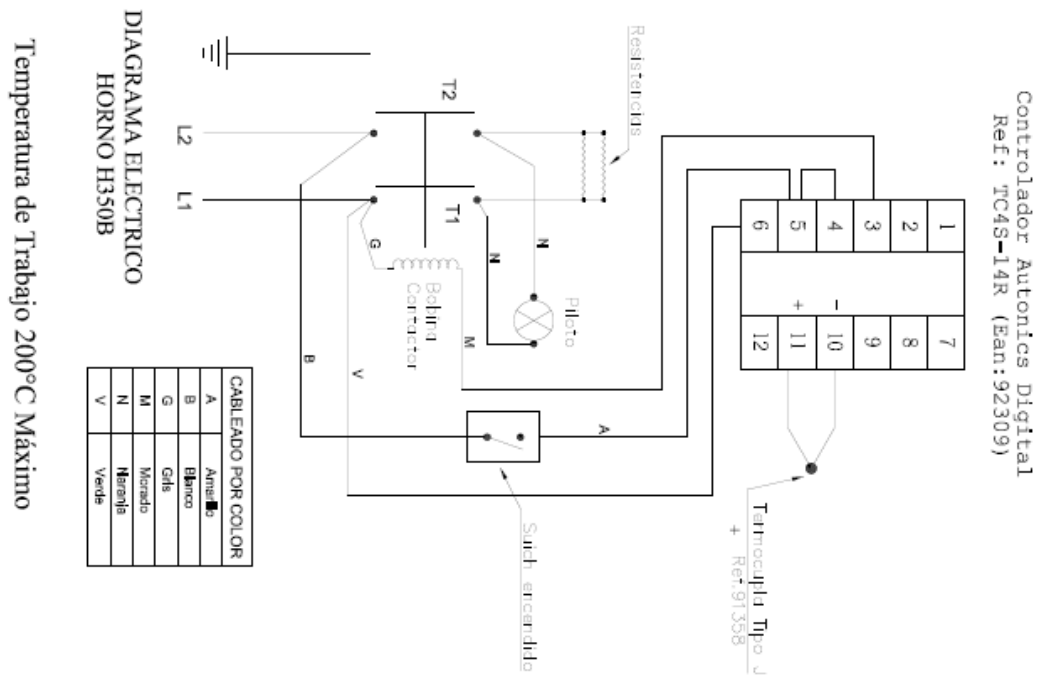 Controlador Autonics Digital
Ref: TC4S-14R (Ean:92309)
1
2
3
4
5
6
7
8
9
10
11
12
-
+
Termocupla Tipo J
+ Ref.91358
Resistencias
Piloto
N
N
T2
T1
L2
L1
G
Bobina
Contactor
M
B
V
A
Suich encendido
DIAGRAMA ELECTRICO
HORNO H350B
CABLEADO POR COLOR
A Amarillo
B Blanco
G Gris
M Morado
N Naranja
V Verde
Temperatura de Trabajo 200°C Máximo